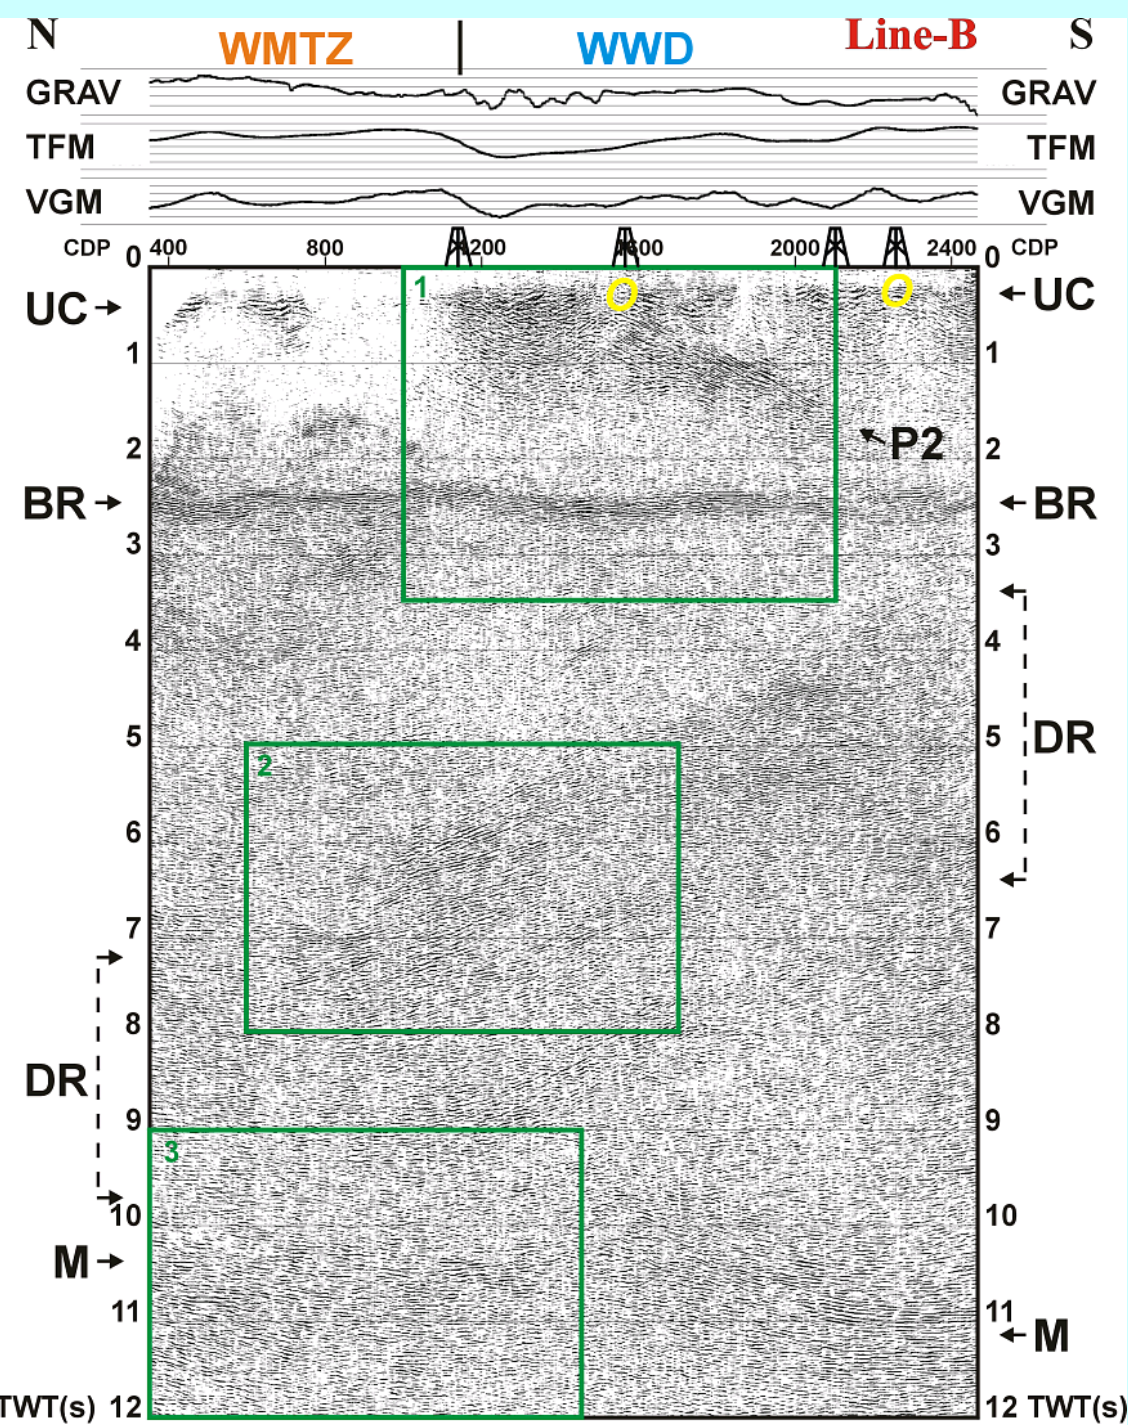 N WMTZ WWD Line-B S
GRAV GRAV
TFM TFM
VGM VGM
CDP 400 800 1200 1600 2000 2400 CDP
0 0
1
UC UC
1 1
2 P2 2
BR BR
3 3
4 4
5 5
DR
2
6 6
7 7
8 8
DR
9 9
3
10 10
M
11 11
M
TWT(s) 12 12 TWT(s)